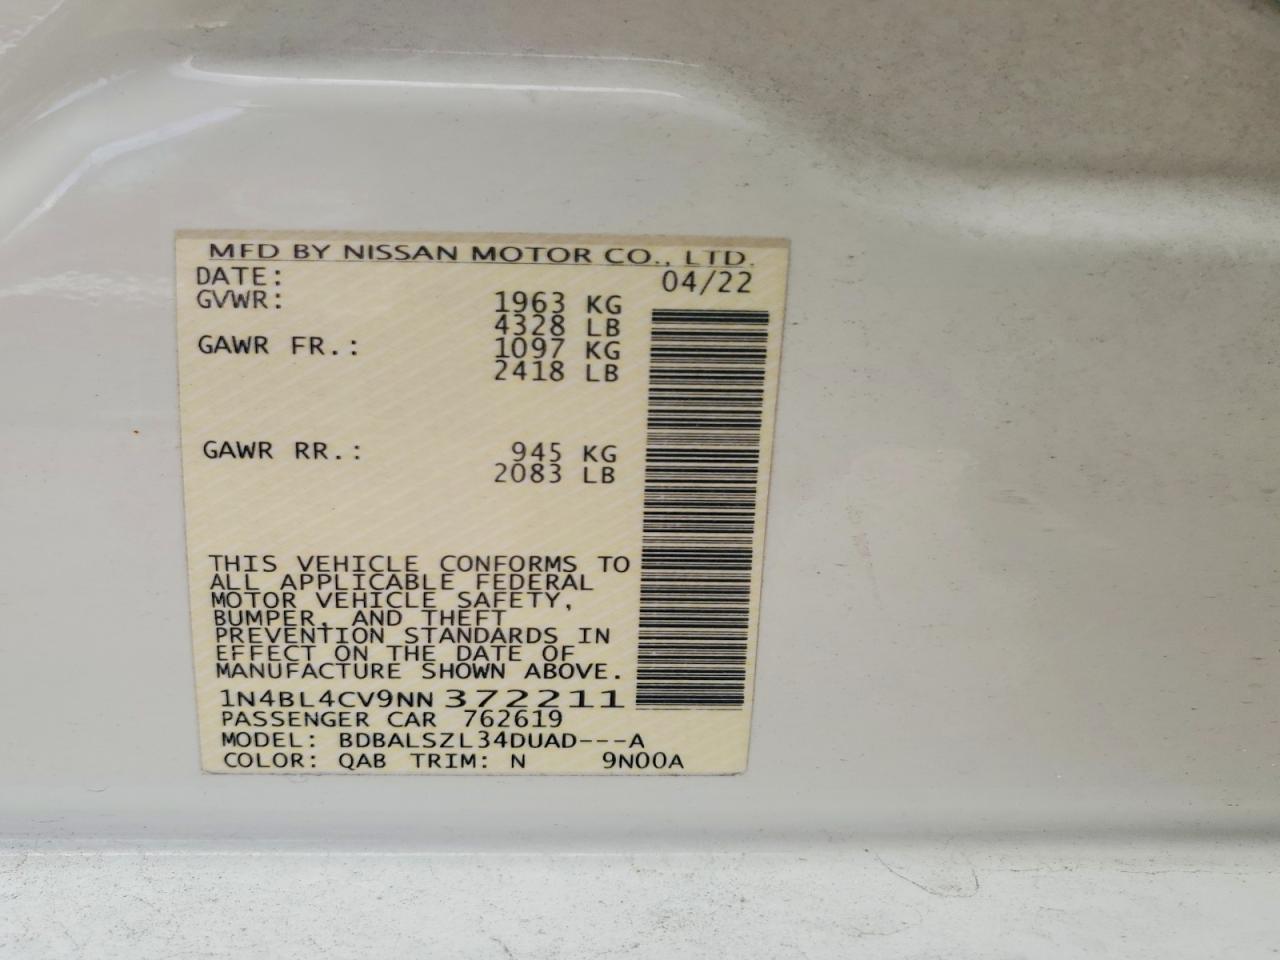 MFD BY NISSAN MOTOR CO., LTD.
DATE: 04/22
GVWR: 1963 KG
4328 LB
GAWR FR.: 1097 KG
2418 LB
GAWR RR.: 945 KG
2083 LB
THIS VEHICLE CONFORMS TO
ALL APPLICABLE FEDERAL
MOTOR VEHICLE SAFETY,
BUMPER, AND THEFT
PREVENTION STANDARDS IN
EFFECT ON THE DATE OF
MANUFACTURE SHOWN ABOVE.
1N4BL4CV9NN372211
PASSENGER CAR 762619
MODEL: BDBALSZL34DUAD---A
COLOR: QAB TRIM: N 9N00A